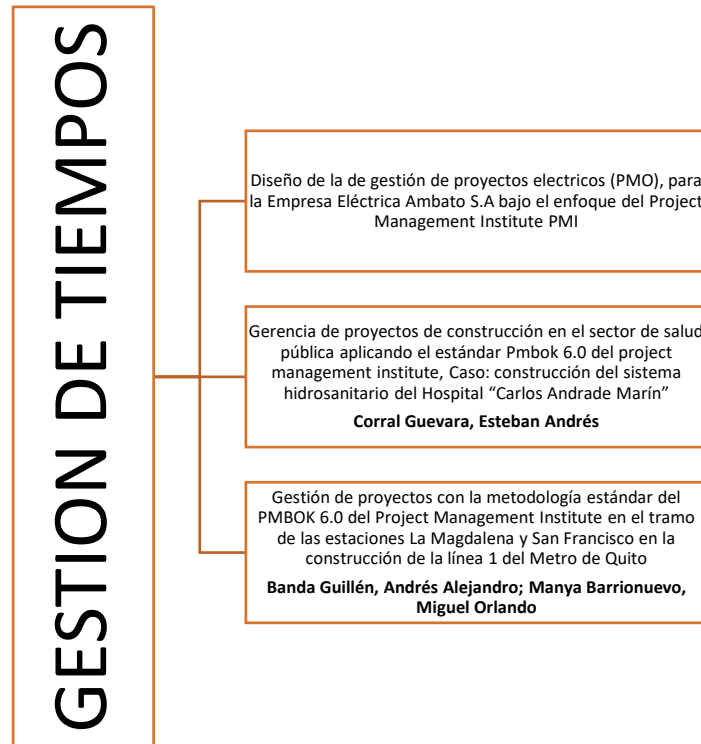 GESTION DE TIEMPOS
Diseño de la de gestión de proyectos electricos (PMO), para
la Empresa Eléctrica Ambato S.A bajo el enfoque del Project
Management Institute PMI
Gerencia de proyectos de construcción en el sector de salud
pública aplicando el estándar Pmbok 6.0 del project
management institute, Caso: construcción del sistema
hidrosanitario del Hospital “Carlos Andrade Marín”
Corral Guevara, Esteban Andrés
Gestión de proyectos con la metodología estándar del
PMBOK 6.0 del Project Management Institute en el tramo
de las estaciones La Magdalena y San Francisco en la
construcción de la línea 1 del Metro de Quito
Banda Guillén, Andrés Alejandro; Manya Barrionuevo,
Miguel Orlando